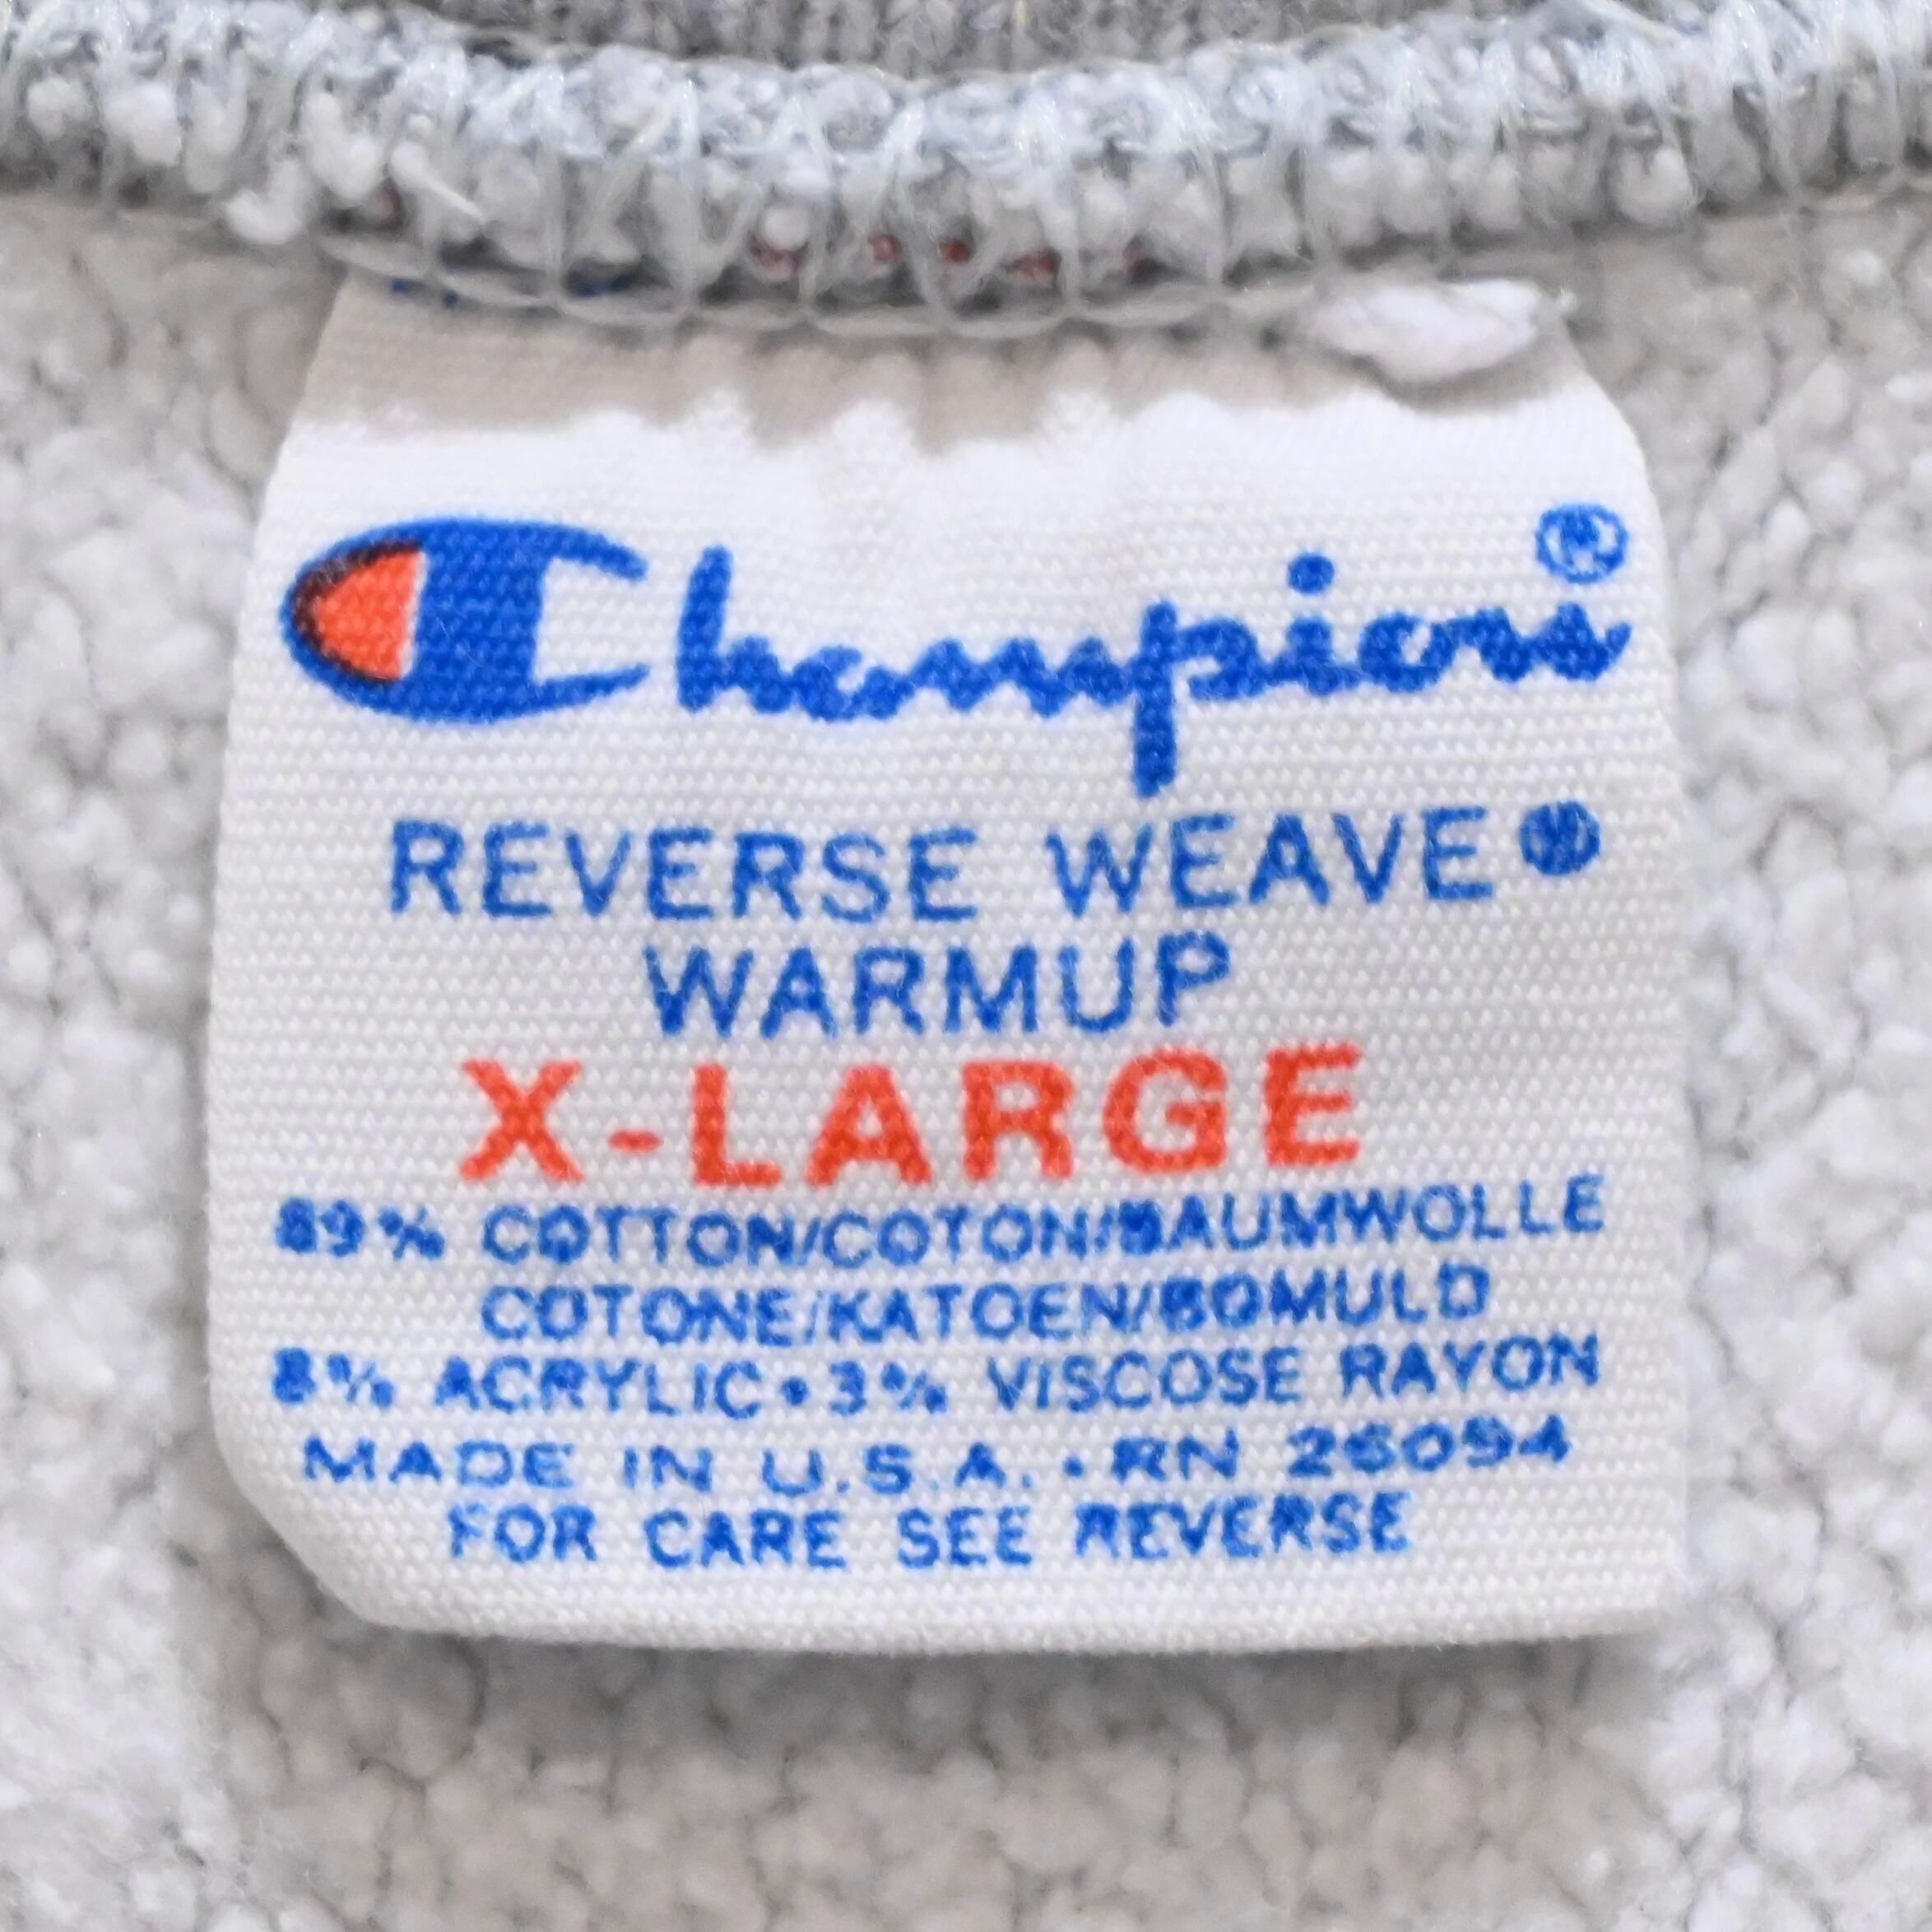 Champion®
REVERSE WEAVE®
WARMUP
X-LARGE
89% COTTON/COTON/BAUMWOLLE
COTONE/KATOEN/BOMULD
8% ACRYLIC•3% VISCOSE RAYON
MADE IN U.S.A. • RN 26094
FOR CARE SEE REVERSE